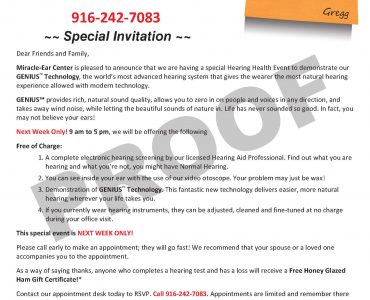 Gregg
916-242-7083
~~ Special Invitation ~~
Dear Friends and Family,
Miracle-Ear Center is pleased to announce that we are having a special Hearing Health Event to demonstrate our
GENIUS™ Technology, the world's most advanced hearing system that gives the wearer the most natural hearing
experience allowed with modern technology.
GENIUS™ provides rich, natural sound quality, allows you to zero in on people and voices in any direction, and
takes away wind noise, while letting the beautiful sounds of nature in. Life has never sounded so good. In fact, you
may not believe your ears!
Next Week Only! 9 am to 5 pm, we will be offering the following
Free of Charge:
1. A complete electronic hearing screening by our licensed Hearing Aid Professional. Find out what you are
hearing and what you're not, you might have Normal Hearing.
2. You can see inside your ear with the use of our video otoscope. Your problem may just be wax!
3. Demonstration of GENIUS™ Technology. This fantastic new technology delivers easier, more natural
hearing wherever your life takes you.
4. If you currently wear hearing instruments, they can be adjusted, cleaned and fine-tuned at no charge
during your office visit.
This special event is NEXT WEEK ONLY!
Please call early to make an appointment; they will go fast! We recommend that your spouse or a loved one
accompanies you to the appointment.
As a way of saying thanks, anyone who completes a hearing test and has a loss will receive a Free Honey Glazed
Ham Gift Certificate!*
Contact our appointment desk today to RSVP. Call 916-242-7083. Appointments are limited and remember there
PROOF